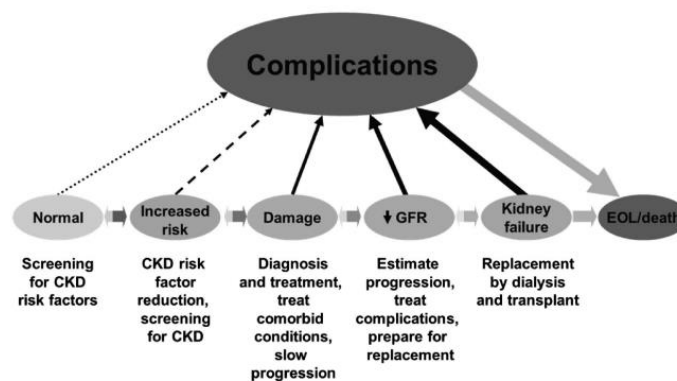 Complications
Normal
Increased
risk
Damage
↓ GFR
Kidney
failure
EOL/death
Screening
for CKD
risk factors
CKD risk
factor
reduction,
screening
for CKD
Diagnosis
and treatment,
treat
comorbid
conditions,
slow
progression
Estimate
progression,
treat
complications,
prepare for
replacement
Replacement
by dialysis
and transplant